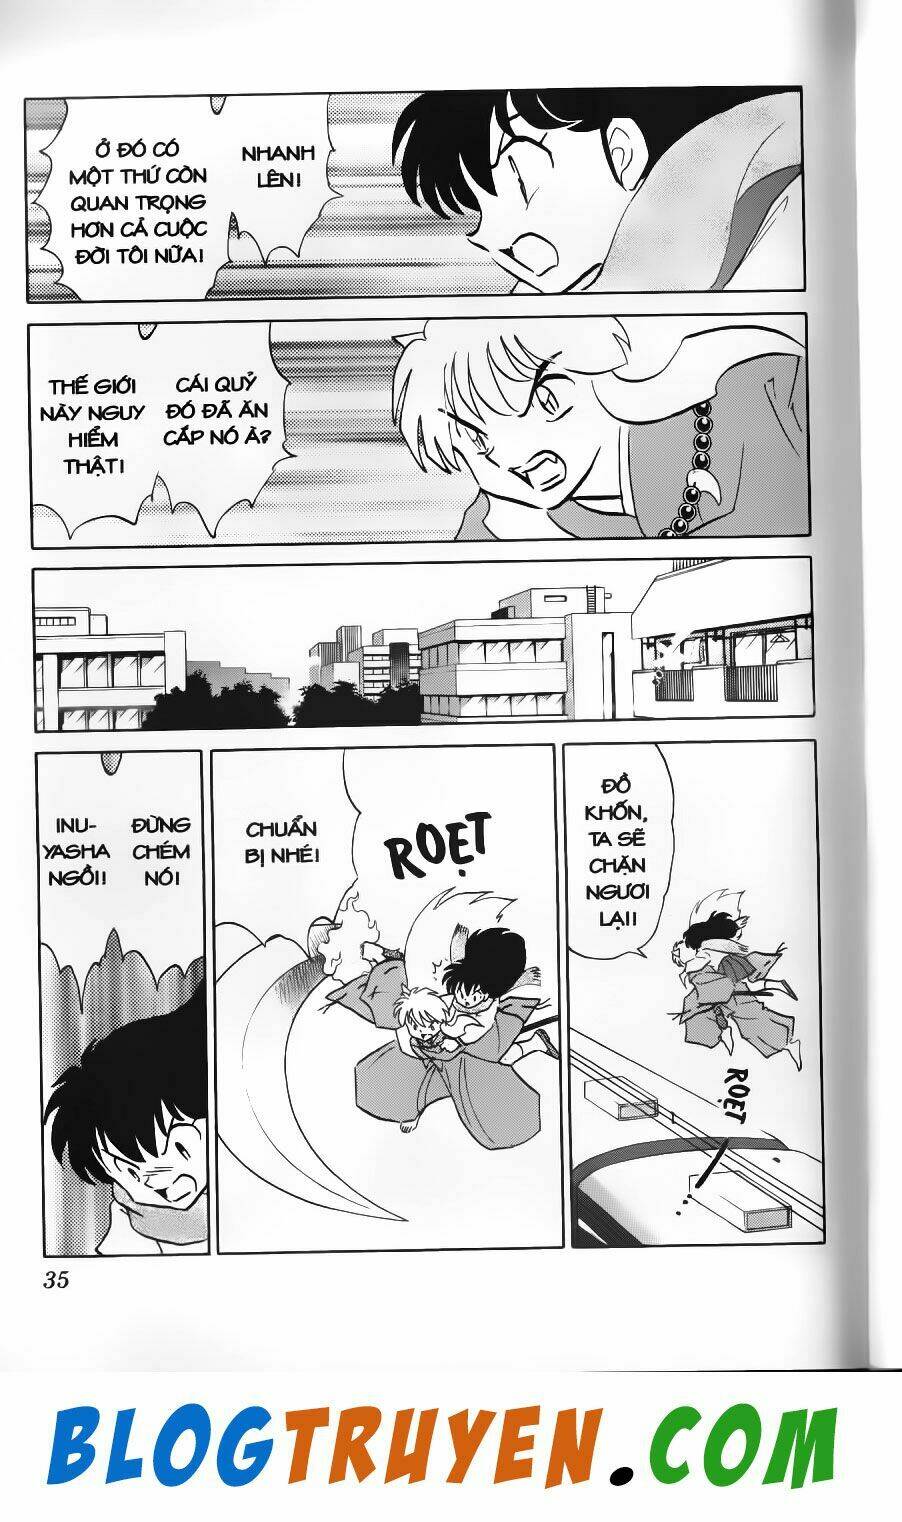 NHANH
LÊN!
Ở ĐÓ CÓ
MỘT THỨ CÒN
QUAN TRỌNG
HƠN CẢ CUỘC
ĐỜI TÔI NỮA!
CÁI QUỶ
ĐÓ ĐÃ ĂN
CẮP NÓ À?
THẾ GIỚI
NÀY NGUY
HIỂM
THẬT!
ĐỒ
KHỐN,
TA SẼ
CHẶN
NGƯƠI
LẠI!
ROẸT
CHUẨN
BỊ NHÉ!
ROẸT
ĐỪNG
CHÉM
NÓ!
INU-
YASHA
NGỒI!
35
BLOGTRUYEN.COM